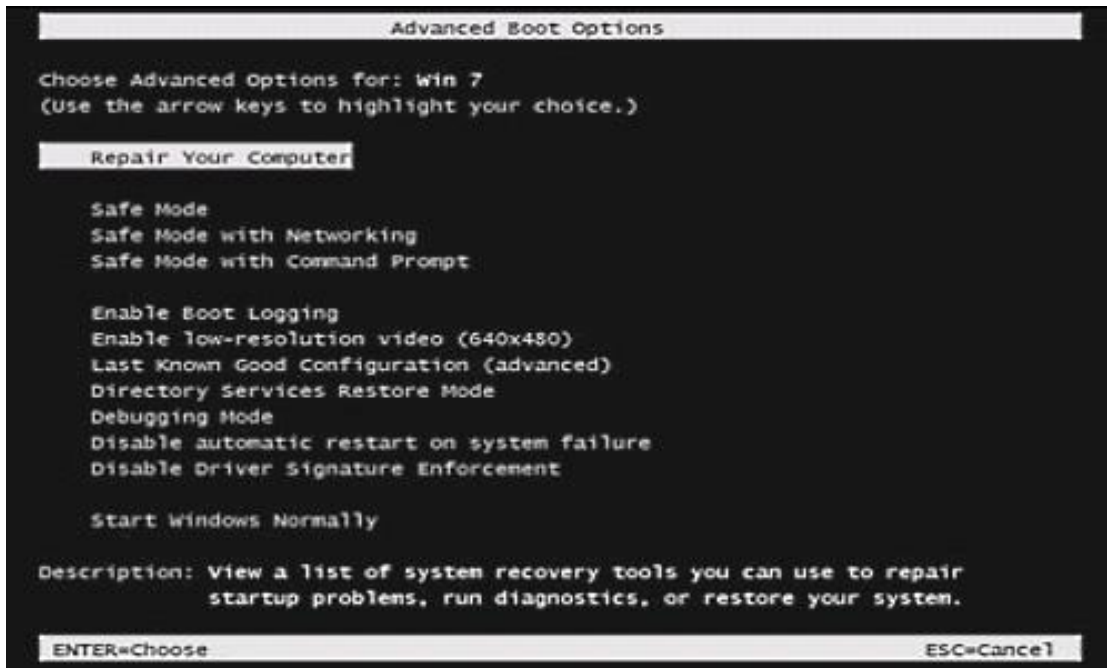 Advanced Boot Options
Choose Advanced Options for: Win 7
(Use the arrow keys to highlight your choice.)
Repair Your Computer
Safe Mode
Safe Mode with Networking
Safe Mode with Command Prompt
Enable Boot Logging
Enable low-resolution video (640x480)
Last Known Good Configuration (advanced)
Directory Services Restore Mode
Debugging Mode
Disable automatic restart on system failure
Disable Driver Signature Enforcement
Start Windows Normally
Description: View a list of system recovery tools you can use to repair
startup problems, run diagnostics, or restore your system.
ENTER=Choose ESC=Cancel